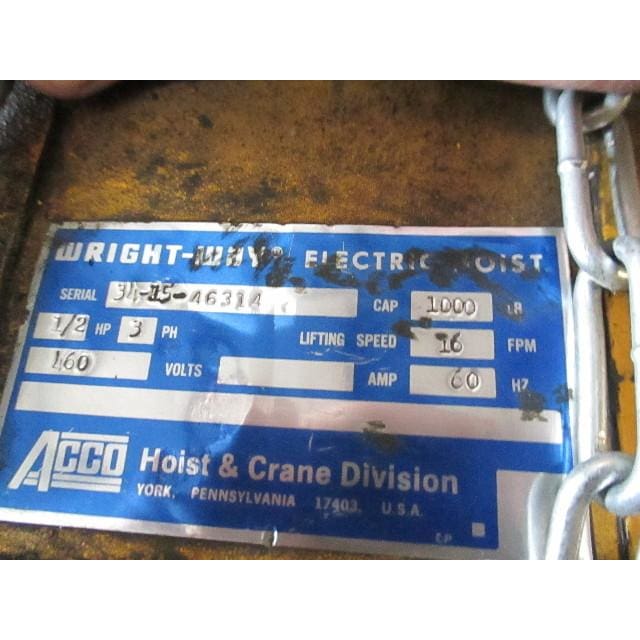 WRIGHT-WAY® ELECTRIC HOIST
SERIAL 34-15-46314 CAP 1000 LB
1/2 HP 3 PH LIFTING SPEED 16 FPM
460 VOLTS AMP 60 HZ
ACCO Hoist & Crane Division
YORK, PENNSYLVANIA 17403, U.S.A.